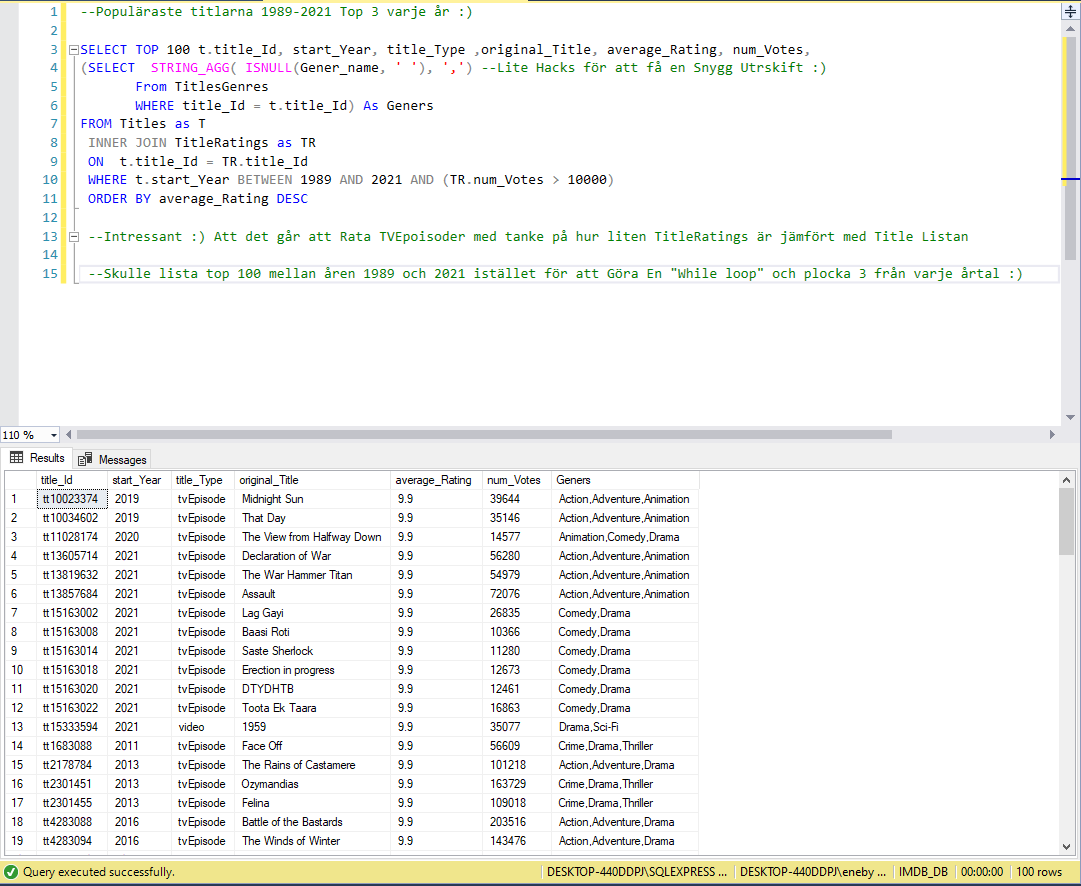 1 --Populäraste titlarna 1989-2021 Top 3 varje år :)
2
3 SELECT TOP 100 t.title_Id, start_Year, title_Type ,original_Title, average_Rating, num_Votes,
4 (SELECT  STRING_AGG( ISNULL(Gener_name, ' '), ',') --Lite Hacks för att få en Snygg Utrskift :)
5 From TitlesGenres
6 WHERE title_Id = t.title_Id) As Geners
7 FROM Titles as T
8 INNER JOIN TitleRatings as TR
9 ON  t.title_Id = TR.title_Id
10 WHERE t.start_Year BETWEEN 1989 AND 2021 AND (TR.num_Votes > 10000)
11 ORDER BY average_Rating DESC
12
13 --Intressant :) Att det går att Rata TVEpoisoder med tanke på hur liten TitleRatings är jämfört med Title Listan
14
15 --Skulle lista top 100 mellan åren 1989 och 2021 istället för att Göra En "While loop" och plocka 3 från varje årtal :)
110 %
Results Messages
title_Id start_Year title_Type original_Title average_Rating num_Votes Geners
1 tt10023374 2019 tvEpisode Midnight Sun 9.9 39644 Action,Adventure,Animation
2 tt10034602 2019 tvEpisode That Day 9.9 35146 Action,Adventure,Animation
3 tt11028174 2020 tvEpisode The View from Halfway Down 9.9 14577 Animation,Comedy,Drama
4 tt13605714 2021 tvEpisode Declaration of War 9.9 56280 Action,Adventure,Animation
5 tt13819632 2021 tvEpisode The War Hammer Titan 9.9 54979 Action,Adventure,Animation
6 tt13857684 2021 tvEpisode Assault 9.9 72076 Action,Adventure,Animation
7 tt15163002 2021 tvEpisode Lag Gayi 9.9 26835 Comedy,Drama
8 tt15163008 2021 tvEpisode Baasi Roti 9.9 10366 Comedy,Drama
9 tt15163014 2021 tvEpisode Saste Sherlock 9.9 11280 Comedy,Drama
10 tt15163018 2021 tvEpisode Erection in progress 9.9 12673 Comedy,Drama
11 tt15163020 2021 tvEpisode DTYDHTB 9.9 12461 Comedy,Drama
12 tt15163022 2021 tvEpisode Toota Ek Taara 9.9 16863 Comedy,Drama
13 tt15333594 2021 video 1959 9.9 35077 Drama,Sci-Fi
14 tt1683088 2011 tvEpisode Face Off 9.9 56609 Crime,Drama,Thriller
15 tt2178784 2013 tvEpisode The Rains of Castamere 9.9 101218 Action,Adventure,Drama
16 tt2301451 2013 tvEpisode Ozymandias 9.9 163729 Crime,Drama,Thriller
17 tt2301455 2013 tvEpisode Felina 9.9 109018 Crime,Drama,Thriller
18 tt4283088 2016 tvEpisode Battle of the Bastards 9.9 203516 Action,Adventure,Drama
19 tt4283094 2016 tvEpisode The Winds of Winter 9.9 143476 Action,Adventure,Drama
Query executed successfully. DESKTOP-440DDPJ\SQLEXPRESS ... DESKTOP-440DDPJ\eneby ... IMDB_DB 00:00:00 100 rows